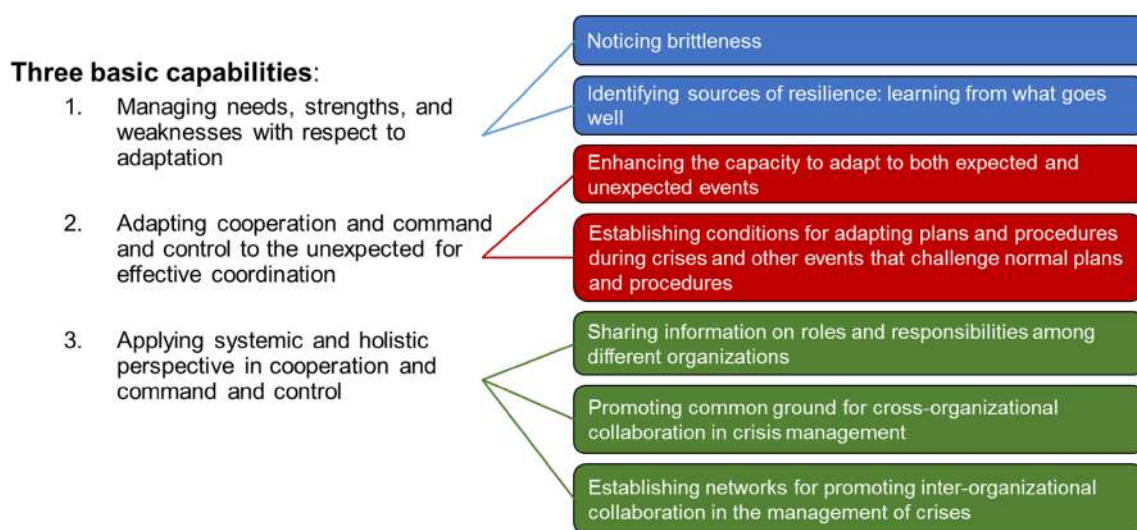 Three basic capabilities:
1. Managing needs, strengths, and
weaknesses with respect to
adaptation
2. Adapting cooperation and command
and control to the unexpected for
effective coordination
3. Applying systemic and holistic
perspective in cooperation and
command and control
Noticing brittleness
Identifying sources of resilience: learning from what goes
well
Enhancing the capacity to adapt to both expected and
unexpected events
Establishing conditions for adapting plans and procedures
during crises and other events that challenge normal plans
and procedures
Sharing information on roles and responsibilities among
different organizations
Promoting common ground for cross-organizational
collaboration in crisis management
Establishing networks for promoting inter-organizational
collaboration in the management of crises